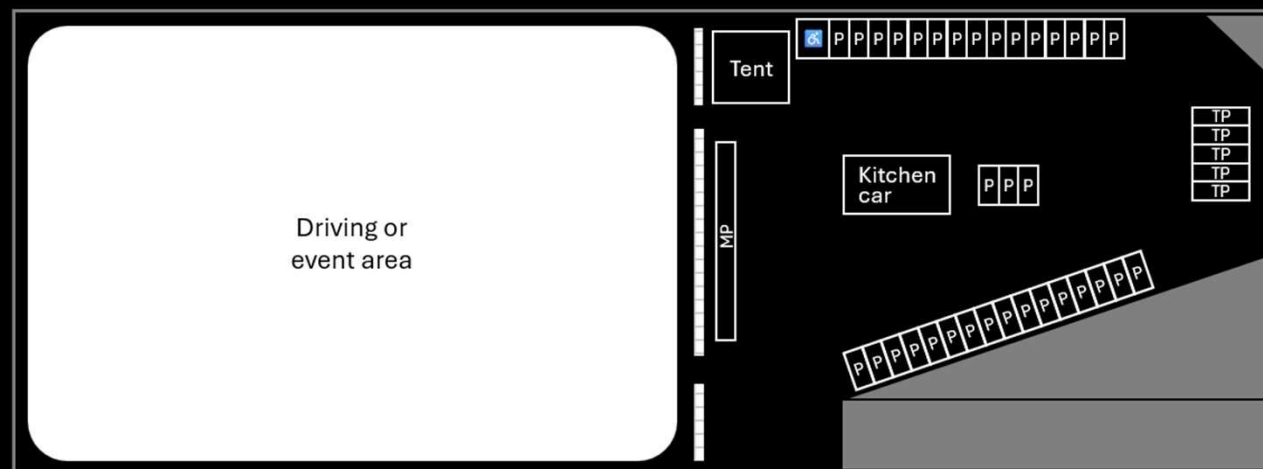 ♿ P P P P P P P P P P P P P P P
Tent
TP
TP
TP
TP
TP
Kitchen
car
P P P
MP
Driving or
event area
P P P P P P P P P P P P P P P P